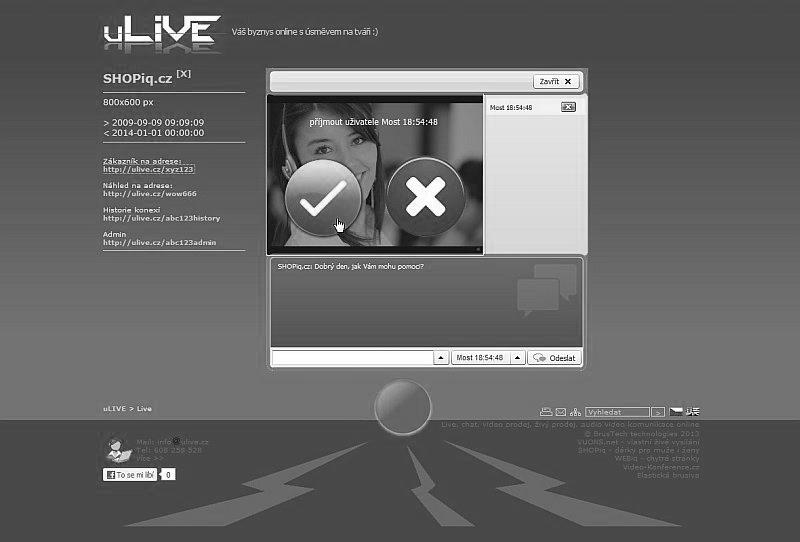 uLiVE
Váš byznys online s úsměvem na tváři :)
SHOPiq.cz [X]
800x600 px
> 2009-09-09 09:09:09
< 2014-01-01 00:00:00
Zákazník na adrese:
http://ulive.cz/xyz123
Náhled na adrese:
http://ulive.cz/wow666
Historie konexí
http://ulive.cz/abc123history
Admin
http://ulive.cz/abc123admin
Zavřít
příjmout uživatele Most 18:54:48
Most 18:54:48
SHOPiq.cz: Dobrý den, jak Vám mohu pomoci?
Most 18:54:48
Odeslat
uLIVE > Live
Vyhledat >
Live, chat, video prodej, živý prodej, audio video komunikace online
© BrusTech technologies 2013
VUONS.net - vlastní živé vysílání
SHOPiq - dárky pro muže i ženy
WEBiq - chytré stránky
Video-Konference.cz
Elastická brusiva
Mail: info@ulive.cz
Tel: 608 258 528
Více >>
To se mi líbí 0